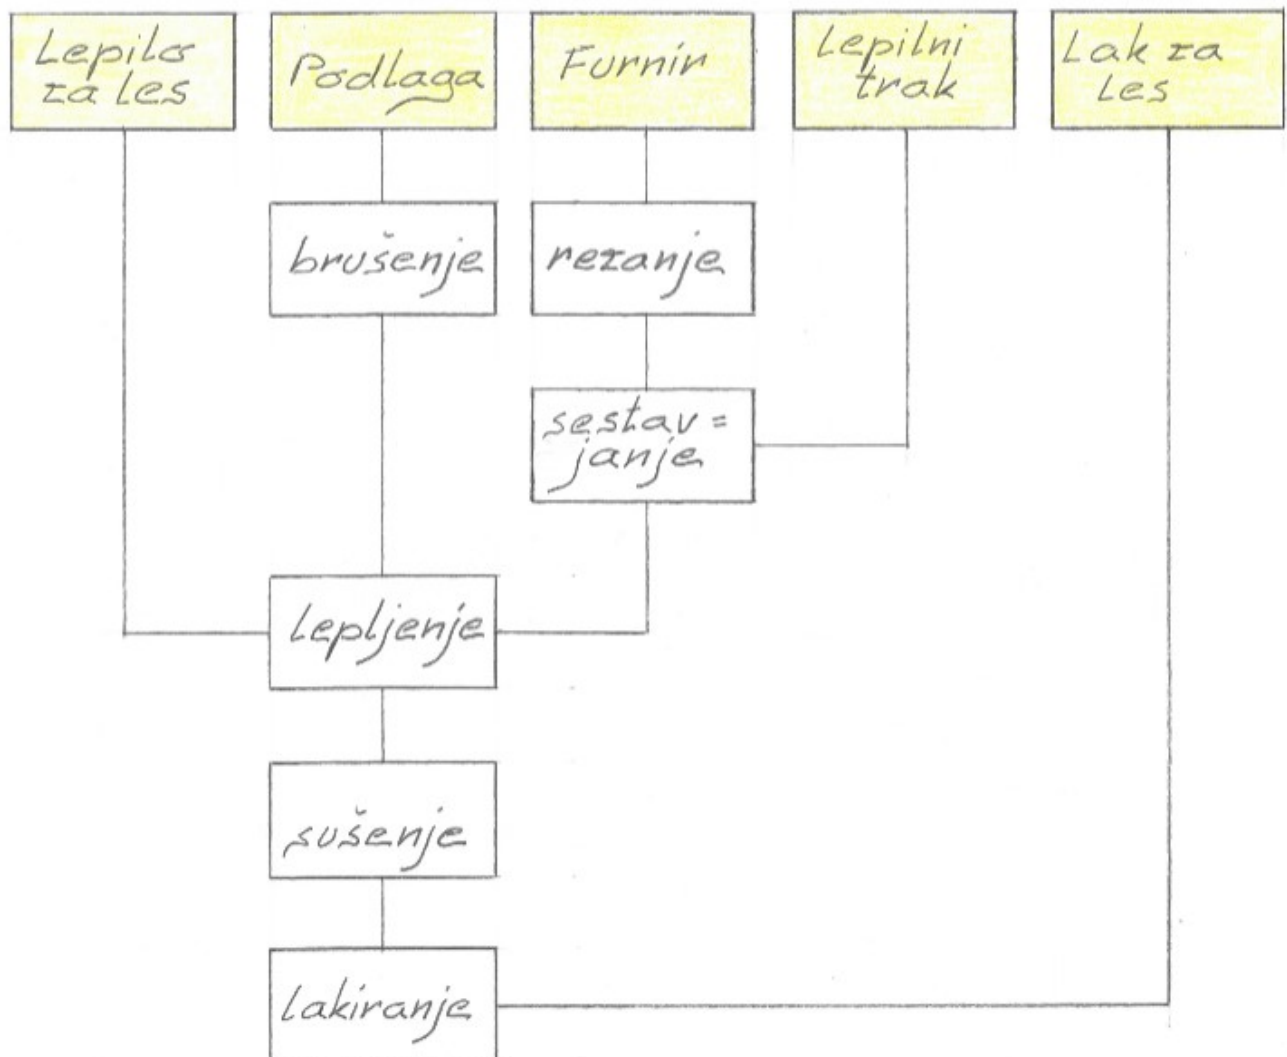 Lepilo
za les
Podlaga
Furnir
Lepilni
trak
Lak za
Les
brušenje
rezanje
sestav=
janje
lepljenje
sušenje
lakiranje